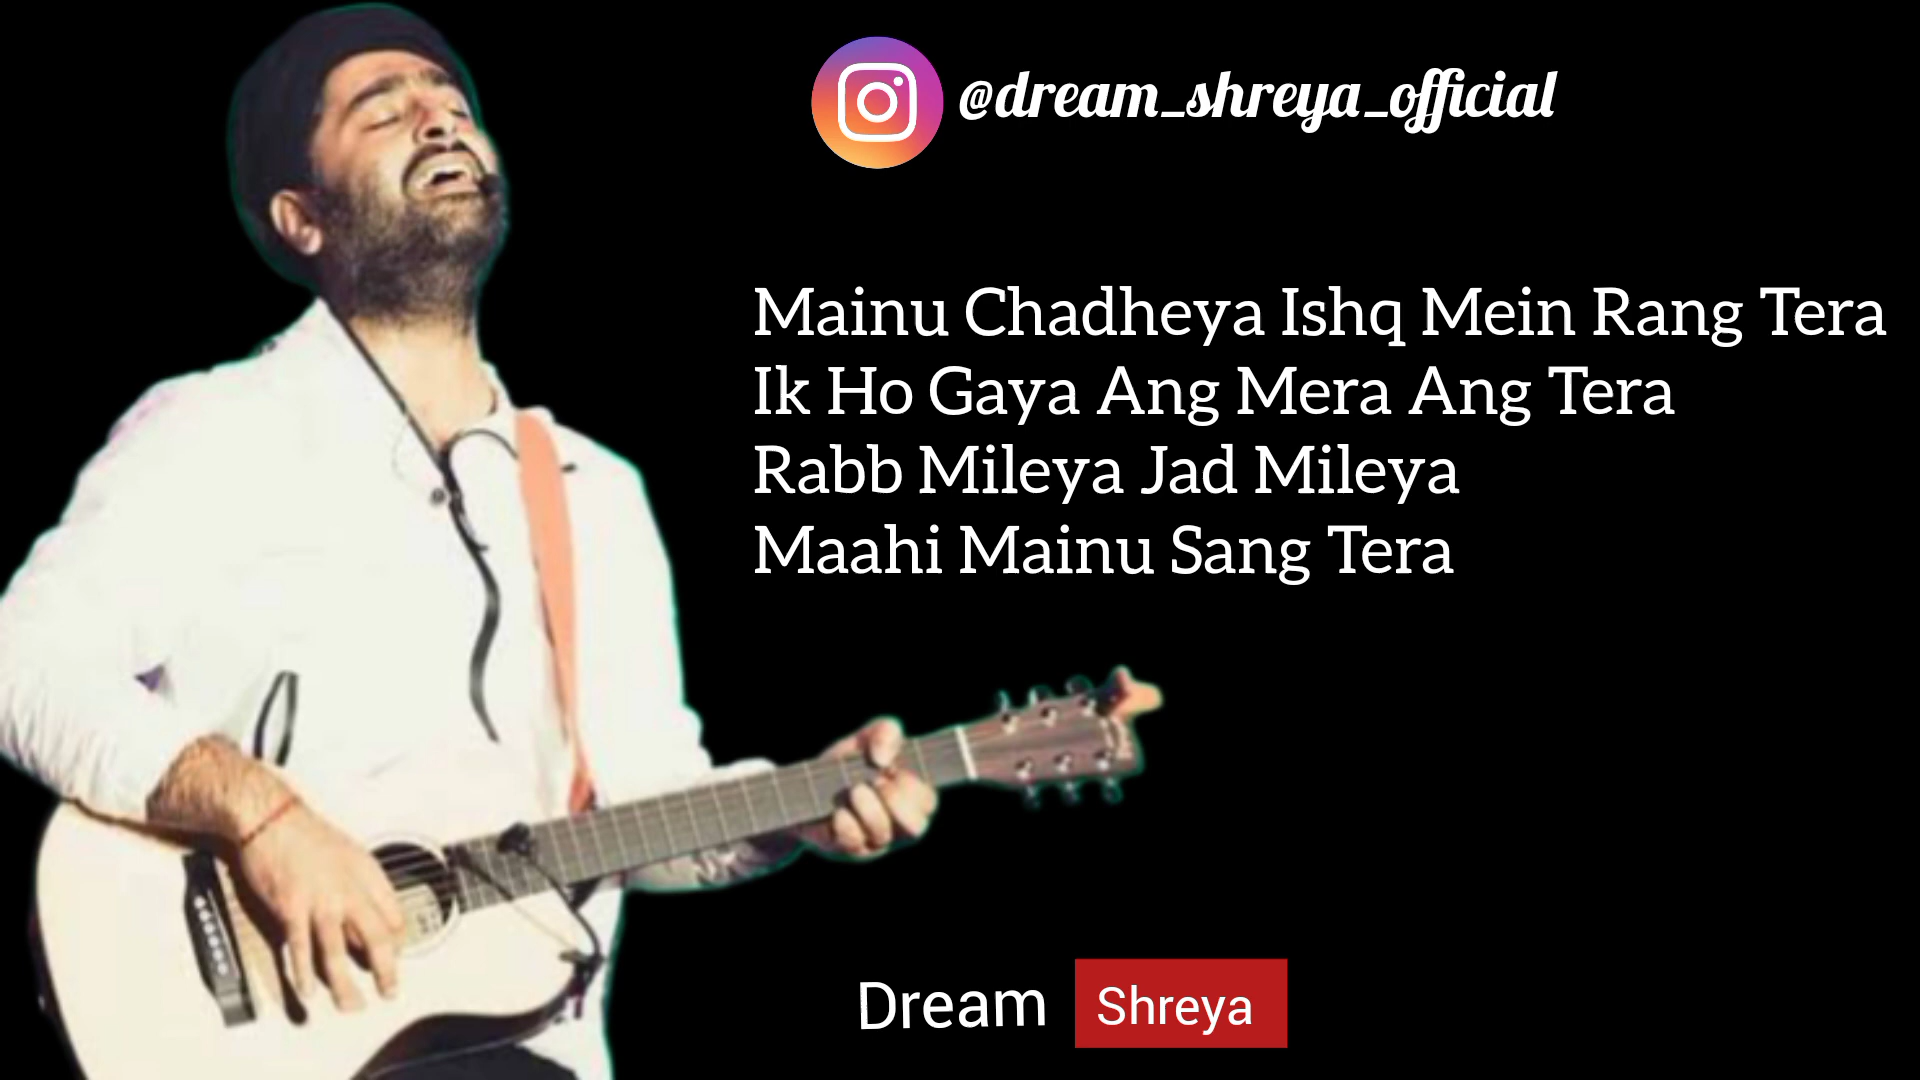 @dream_shreya_official
Mainu Chadheya Ishq Mein Rang Tera
Ik Ho Gaya Ang Mera Ang Tera
Rabb Mileya Jad Mileya
Maahi Mainu Sang Tera
Dream Shreya